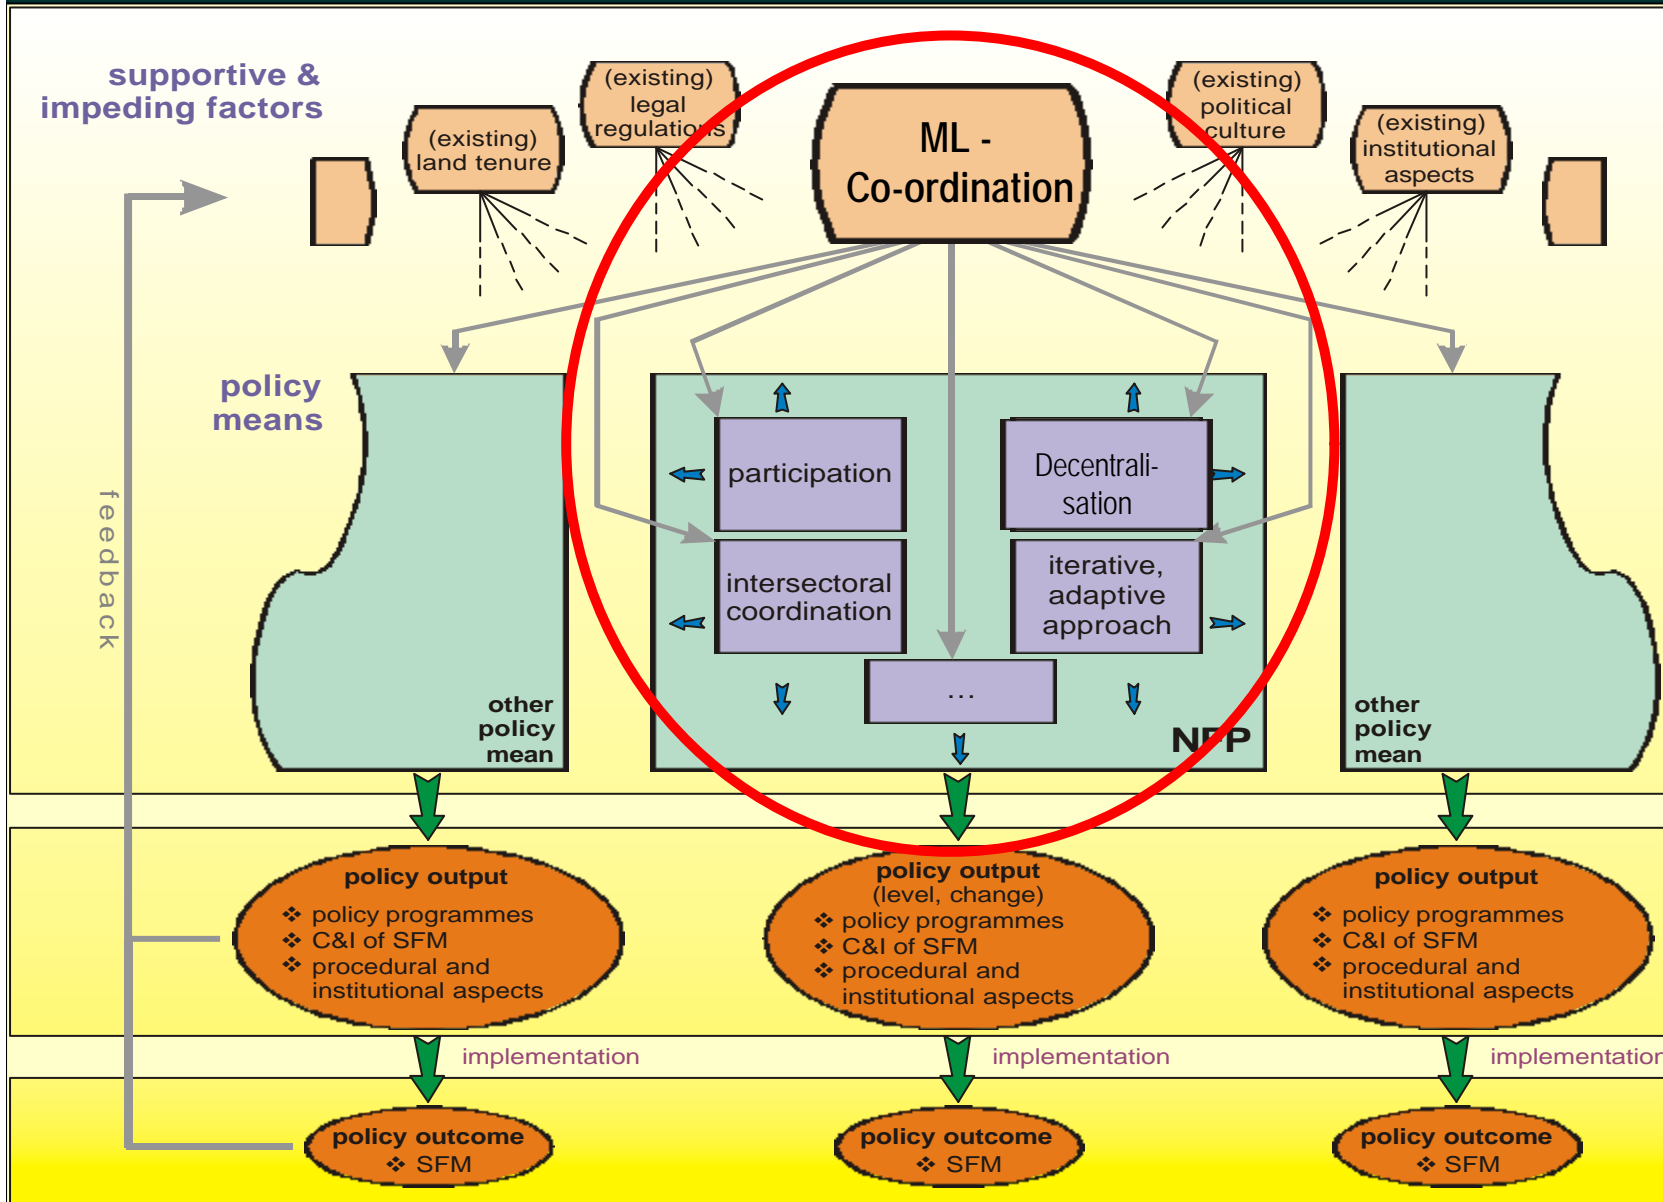 supportive &
impeding factors
(existing)
land tenure
(existing)
legal
regulations
ML -
Co-ordination
(existing)
political
culture
(existing)
institutional
aspects
policy
means
feedback
participation
Decentrali-
sation
intersectoral
coordination
iterative,
adaptive
approach
...
other
policy
mean
NFP
other
policy
mean
policy output
❖ policy programmes
❖ C&I of SFM
❖ procedural and
institutional aspects
policy output
(level, change)
❖ policy programmes
❖ C&I of SFM
❖ procedural and
institutional aspects
policy output
❖ policy programmes
❖ C&I of SFM
❖ procedural and
institutional aspects
implementation
implementation
implementation
policy outcome
❖ SFM
policy outcome
❖ SFM
policy outcome
❖ SFM